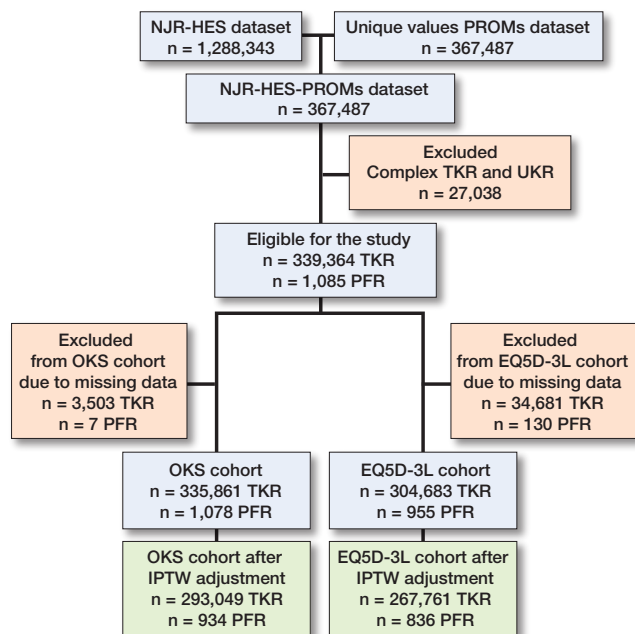 NJR-HES dataset
n = 1,288,343
Unique values PROMs dataset
n = 367,487
NJR-HES-PROMs dataset
n = 367,487
Excluded
Complex TKR and UKR
n = 27,038
Eligible for the study
n = 339,364 TKR
n = 1,085 PFR
Excluded
from OKS cohort
due to missing data
n = 3,503 TKR
n = 7 PFR
Excluded
from EQ5D-3L cohort
due to missing data
n = 34,681 TKR
n = 130 PFR
OKS cohort
n = 335,861 TKR
n = 1,078 PFR
EQ5D-3L cohort
n = 304,683 TKR
n = 955 PFR
OKS cohort after
IPTW adjustment
n = 293,049 TKR
n = 934 PFR
EQ5D-3L cohort after
IPTW adjustment
n = 267,761 TKR
n = 836 PFR